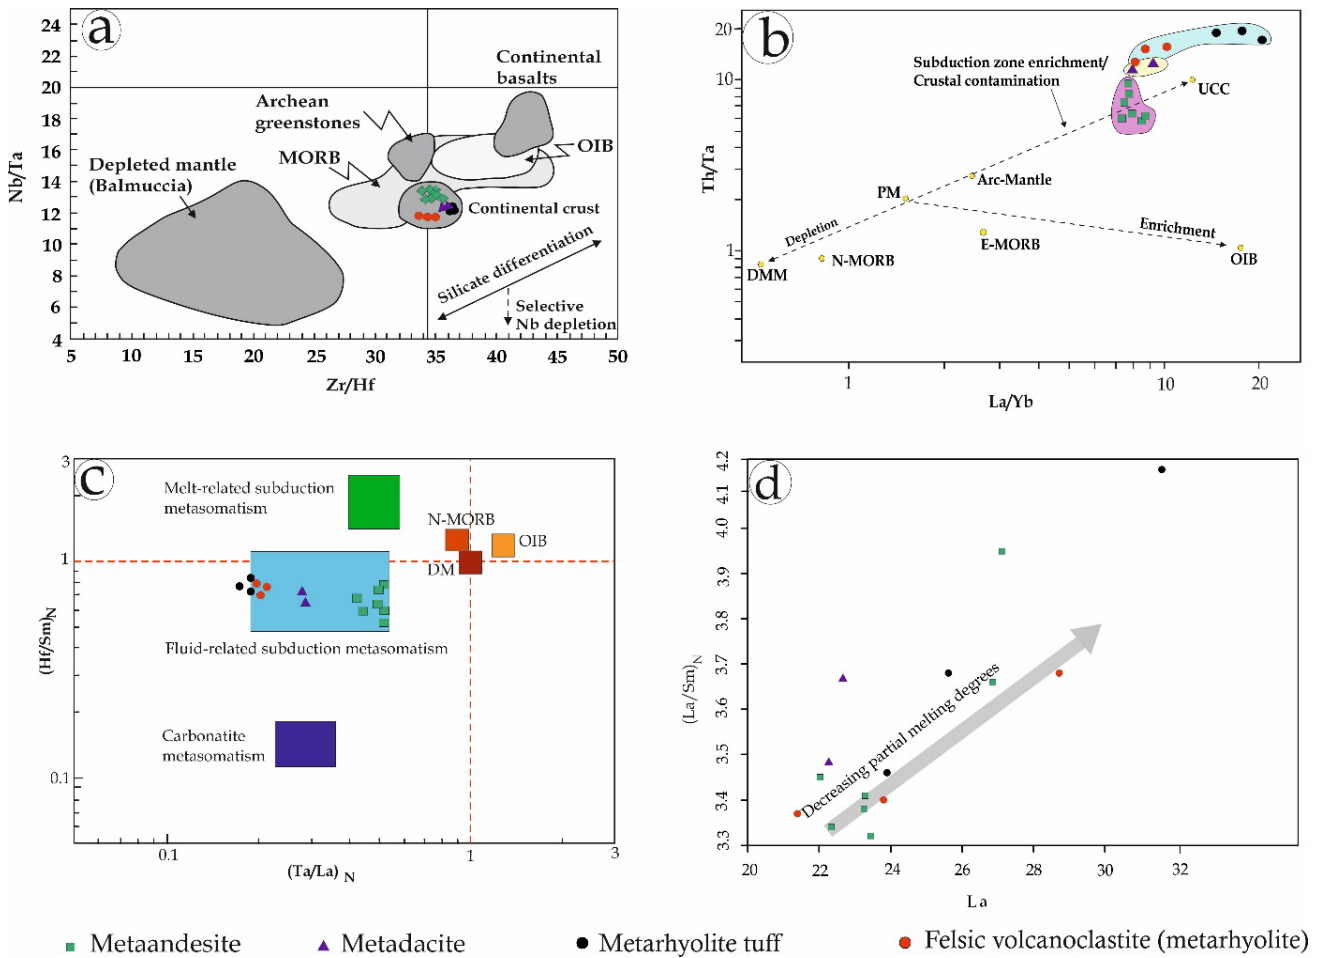 a
24
22
20
18
16
14
12
10
8
6
4
Nb/Ta
Continental
basalts
Archean
greenstones
MORB
OIB
Depleted mantle
(Balmuccia)
Continental crust
Silicate differentiation
Selective
Nb depletion
5 10 15 20 25 30 35 40 45 50
Zr/Hf
b
20
10
1
Th/Ta
Subduction zone enrichment/
Crustal contamination
UCC
Arc-Mantle
PM
Depletion
Enrichment
E-MORB
N-MORB
DMM
OIB
1 10 20
La/Yb
c
3
1
0.1
(Hf/Sm)N
Melt-related subduction
metasomatism
N-MORB
OIB
DM
Fluid-related subduction metasomatism
Carbonatite
metasomatism
0.1 1 3
(Ta/La) N
d
4.2
4.1
4.0
3.9
3.8
3.7
3.6
3.5
3.4
3.3
(La/Sm)N
Decreasing partial melting degrees
20 22 24 26 28 30 32
La
Metaandesite Metadacite Metarhyolite tuff Felsic volcanoclastite (metarhyolite)